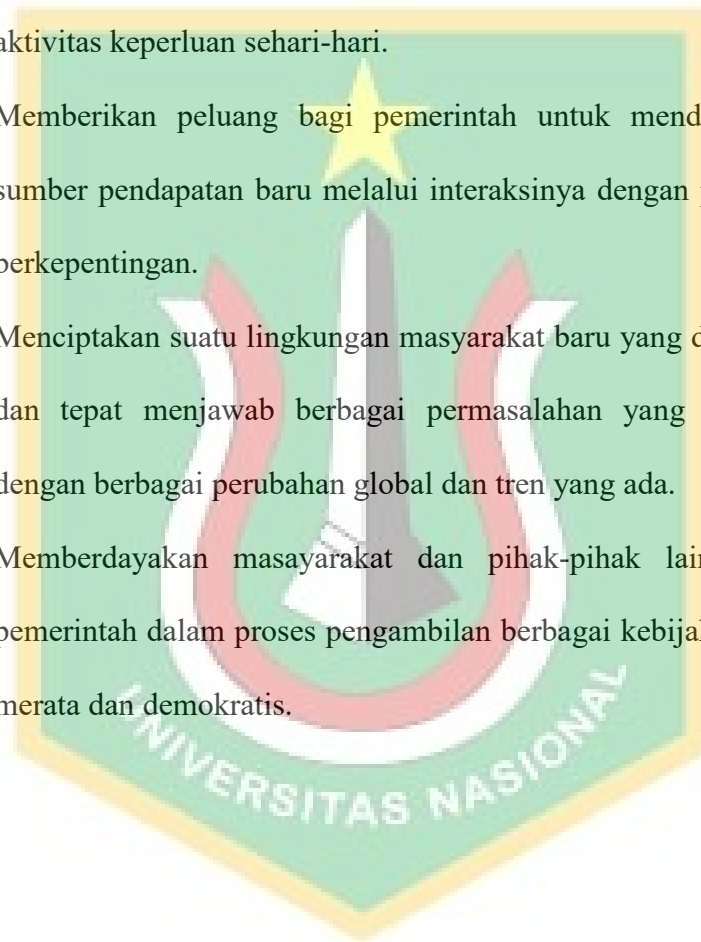 aktivitas keperluan sehari-hari.
Memberikan peluang bagi pemerintah untuk mend
sumber pendapatan baru melalui interaksinya dengan
berkepentingan.
Menciptakan suatu lingkungan masyarakat baru yang d
dan tepat menjawab berbagai permasalahan yang
dengan berbagai perubahan global dan tren yang ada.
Memberdayakan masayarakat dan pihak-pihak lain
pemerintah dalam proses pengambilan berbagai kebijak
merata dan demokratis.
UNIVERSITAS NASIONAL